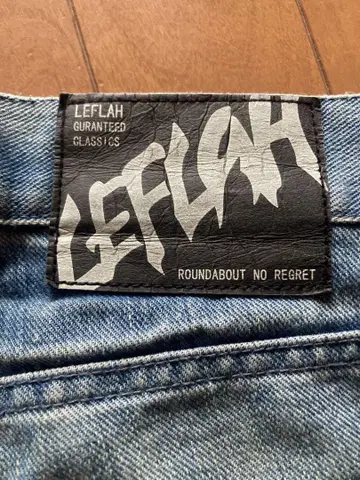 LEFLAH
GURANTEED
CLASSICS
LEFLAH
ROUNDABOUT NO REGRET